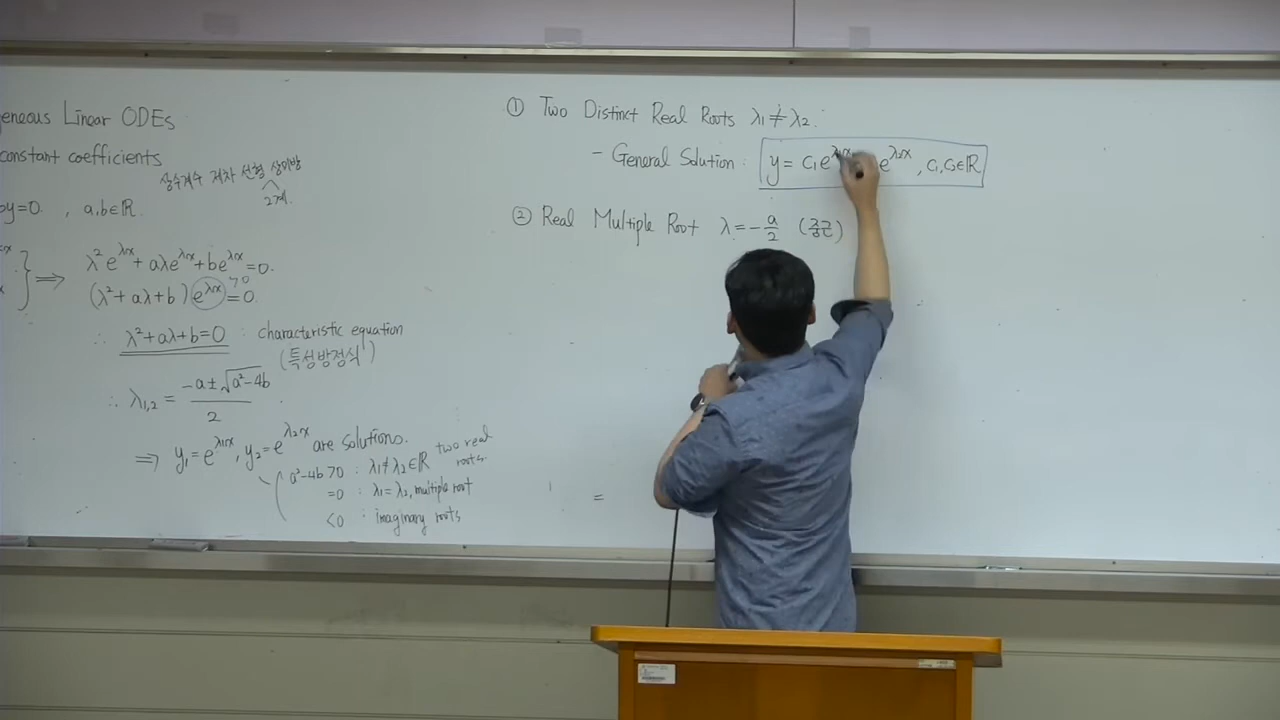 geneous Linear ODEs
constant coefficients
상수계수 제차 선형 상미방
2계.
by=0. , a,b∈ℝ.
λ²e^{λx}+aλe^{λx}+be^{λx}=0.
⇒ (λ²+aλ+b)e^{λx}=0.
>0
∴ λ²+aλ+b=0 : characteristic equation
(특성방정식)
∴ λ₁,₂ = (-a±√(a²-4b))/2
⇒ y₁=e^{λ₁x}, y₂=e^{λ₂x} are solutions.
a²-4b>0 : λ₁≠λ₂∈ℝ two real roots.
=0 : λ₁=λ₂, multiple root
<0 : imaginary roots
① Two Distinct Real Roots λ₁≠λ₂.
- General Solution : y= c₁e^{λ₁x} e^{λ₂x} , c₁,c₂∈ℝ
② Real Multiple Root λ=-a/2 (중근)
=